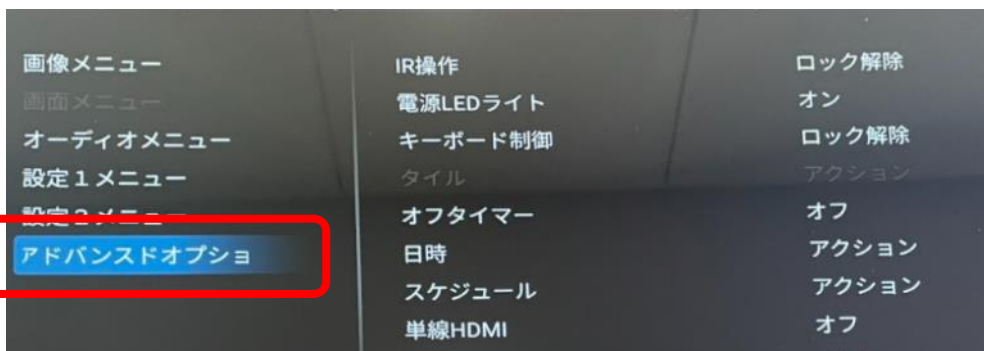 画像メニュー
画面メニュー
オーディオメニュー
設定1メニュー
設定2メニュー
アドバンスドオプショ
IR操作
電源LEDライト
キーボード制御
タイル
オフタイマー
日時
スケジュール
単線HDMI
ロック解除
オン
ロック解除
アクション
オフ
アクション
アクション
オフ